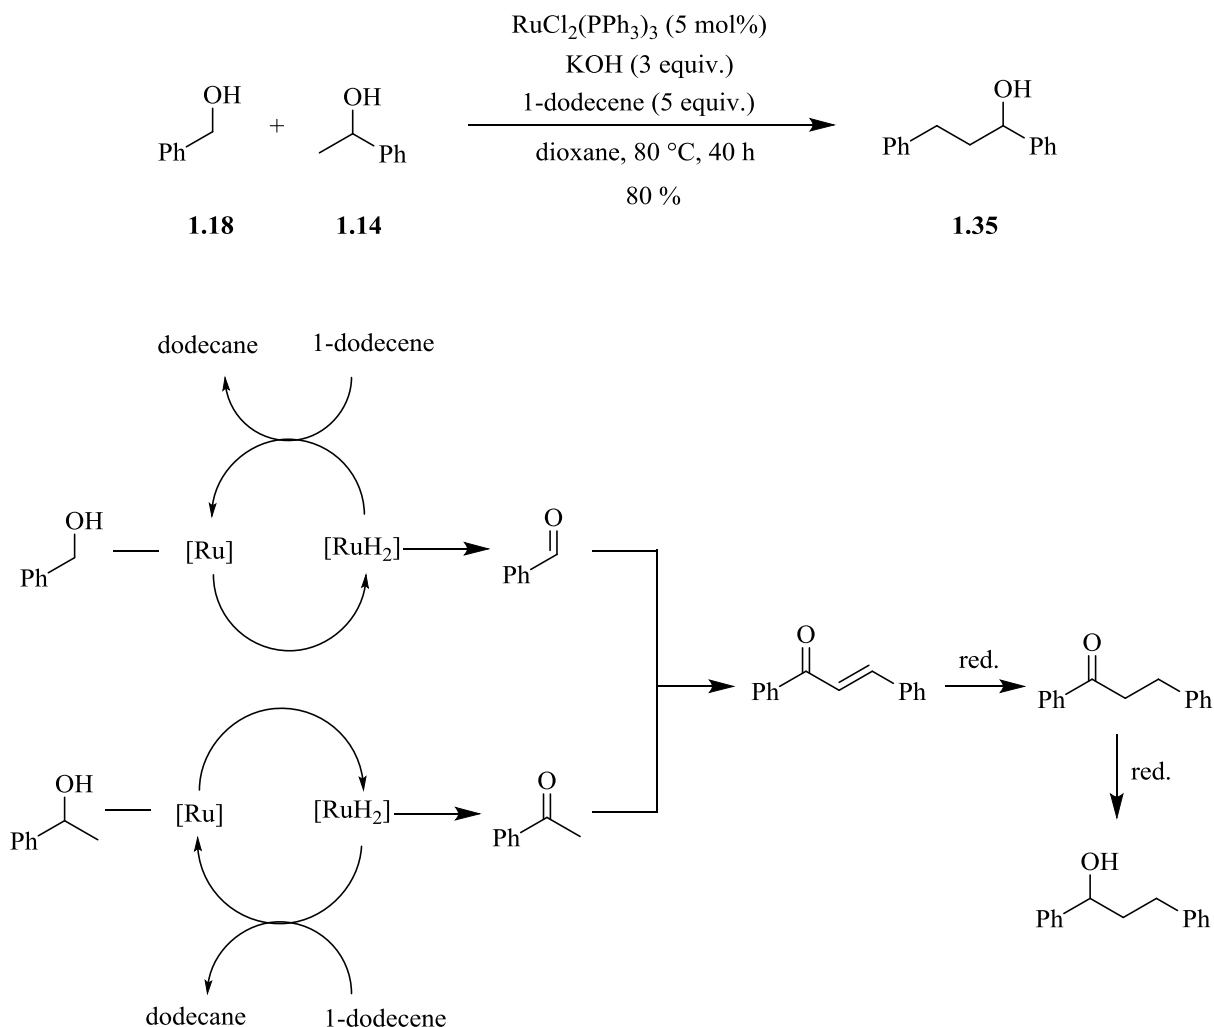 RuCl2(PPh3)3 (5 mol%)
KOH (3 equiv.)
1-dodecene (5 equiv.)
OH
Ph
+
OH
Ph
dioxane, 80 °C, 40 h
80 %
OH
Ph
Ph
1.18
1.14
1.35
dodecane
1-dodecene
OH
Ph
[Ru]
[RuH2]
O
Ph
O
Ph
Ph
red.
O
Ph
Ph
red.
OH
Ph
[Ru]
[RuH2]
O
Ph
OH
Ph
Ph
dodecane
1-dodecene